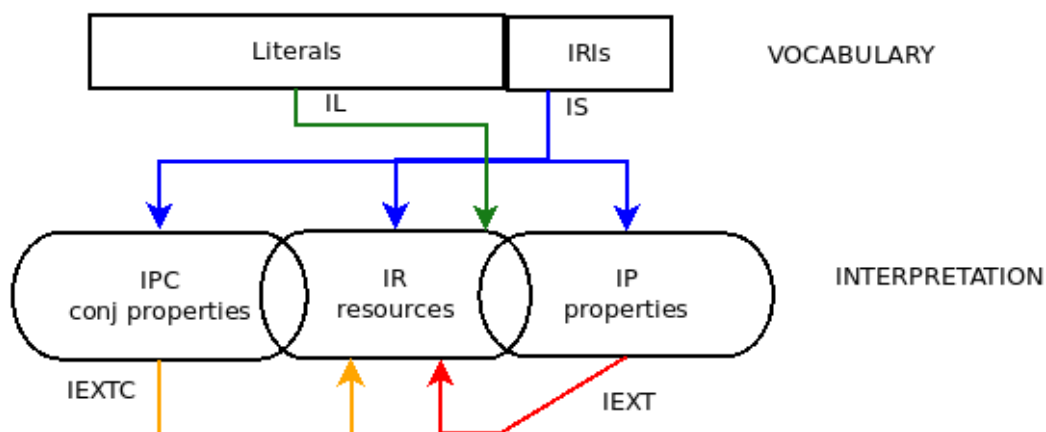 Literals
IRIs
VOCABULARY
IL
IS
IPC
conj properties
IR
resources
IP
properties
INTERPRETATION
IEXTC
IEXT